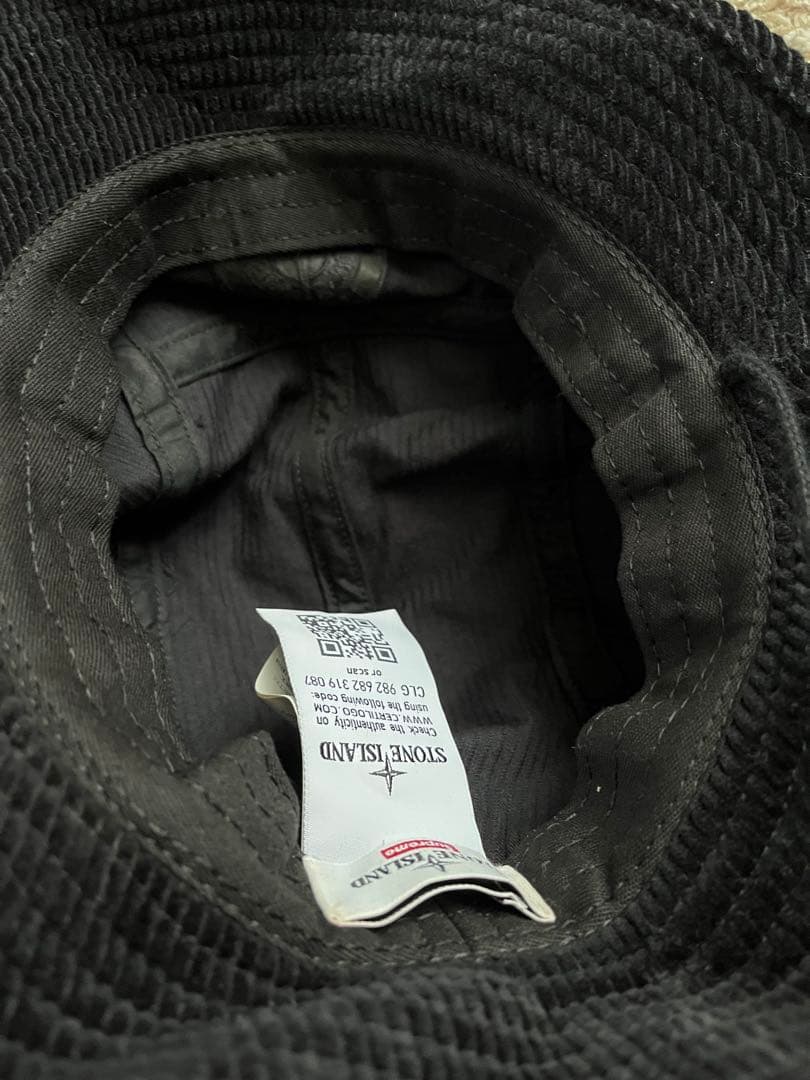 STONE ISLAND
Check the authenticity on
WWW.CERTILOGO.COM
using the following code:
CLG 982 682 319 087
or scan
Supreme
STONE ISLAND